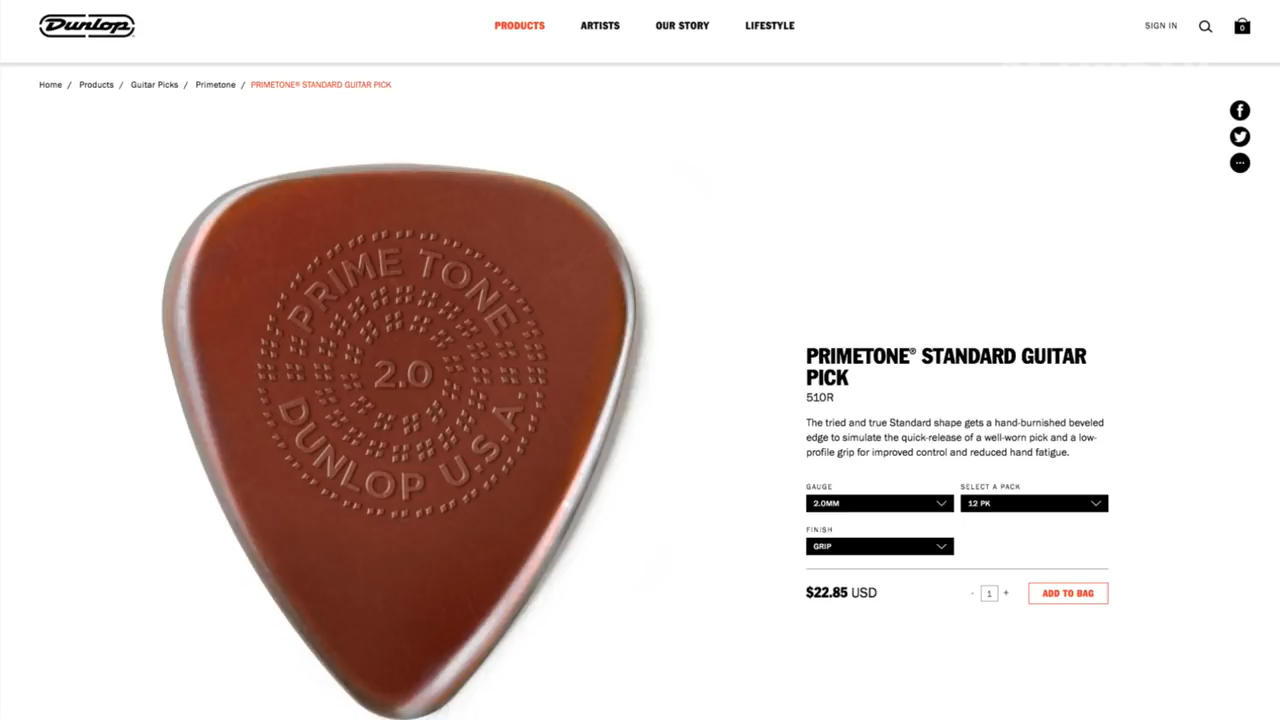 Dunlop
PRODUCTS
ARTISTS
OUR STORY
LIFESTYLE
SIGN IN
0
Home / Products / Guitar Picks / Primetone / PRIMETONE® STANDARD GUITAR PICK
PRIME TONE
2.0
DUNLOP U.S.A.
PRIMETONE® STANDARD GUITAR
PICK
510R
The tried and true Standard shape gets a hand-burnished beveled
edge to simulate the quick-release of a well-worn pick and a low-
profile grip for improved control and reduced hand fatigue.
GAUGE
SELECT A PACK
2.0MM
12 PK
FINISH
GRIP
$22.85 USD
- 1 +
ADD TO BAG